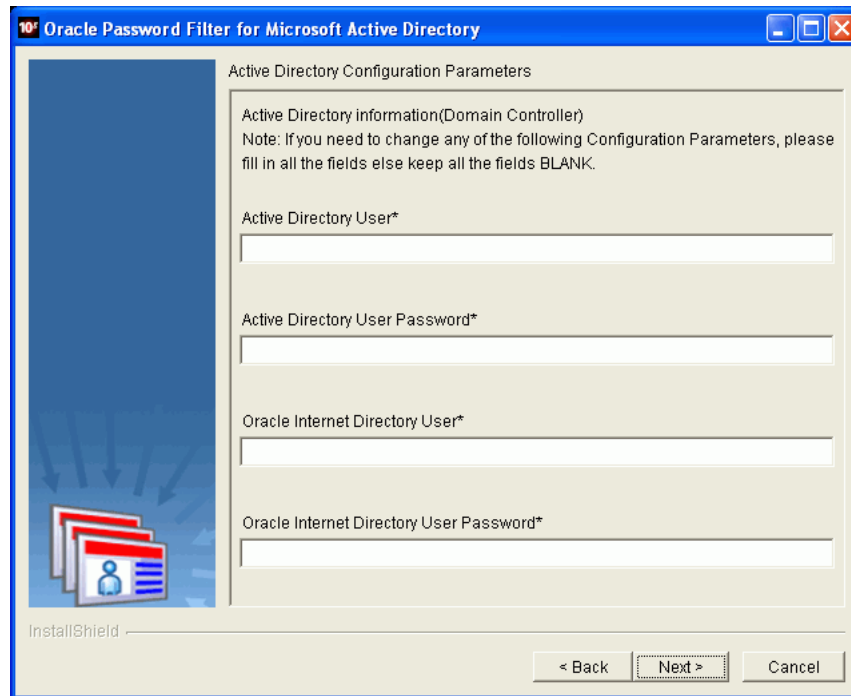 10g Oracle Password Filter for Microsoft Active Directory
Active Directory Configuration Parameters
Active Directory information(Domain Controller)
Note: If you need to change any of the following Configuration Parameters, please
fill in all the fields else keep all the fields BLANK.
Active Directory User*
Active Directory User Password*
Oracle Internet Directory User*
Oracle Internet Directory User Password*
InstallShield
< Back Next > Cancel